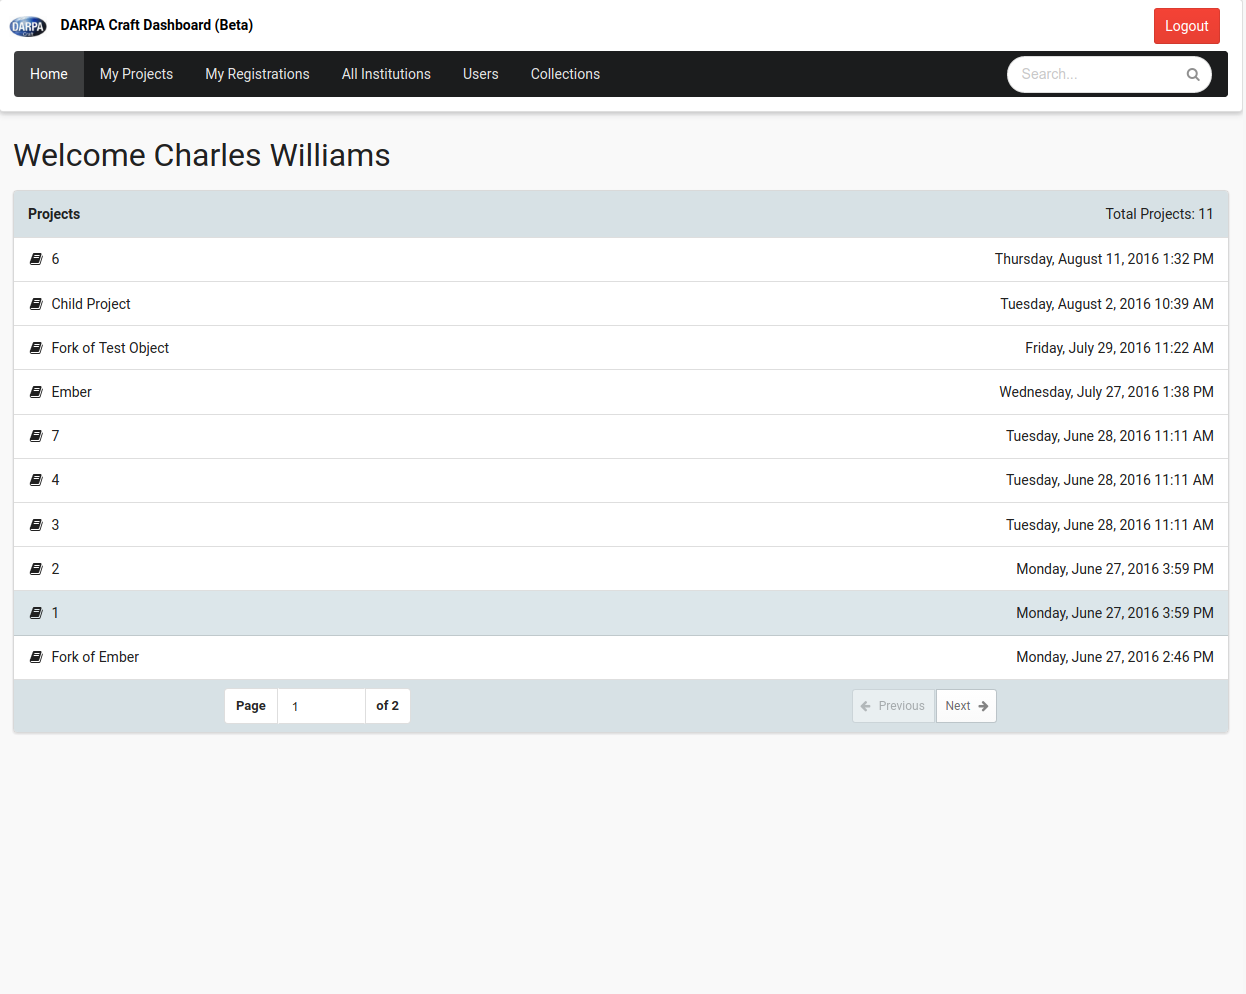 DARPA
DARPA Craft Dashboard (Beta)
Logout
Home My Projects My Registrations All Institutions Users Collections Search...
Welcome Charles Williams
Projects Total Projects: 11
6 Thursday, August 11, 2016 1:32 PM
Child Project Tuesday, August 2, 2016 10:39 AM
Fork of Test Object Friday, July 29, 2016 11:22 AM
Ember Wednesday, July 27, 2016 1:38 PM
7 Tuesday, June 28, 2016 11:11 AM
4 Tuesday, June 28, 2016 11:11 AM
3 Tuesday, June 28, 2016 11:11 AM
2 Monday, June 27, 2016 3:59 PM
1 Monday, June 27, 2016 3:59 PM
Fork of Ember Monday, June 27, 2016 2:46 PM
Page 1 of 2 Previous Next